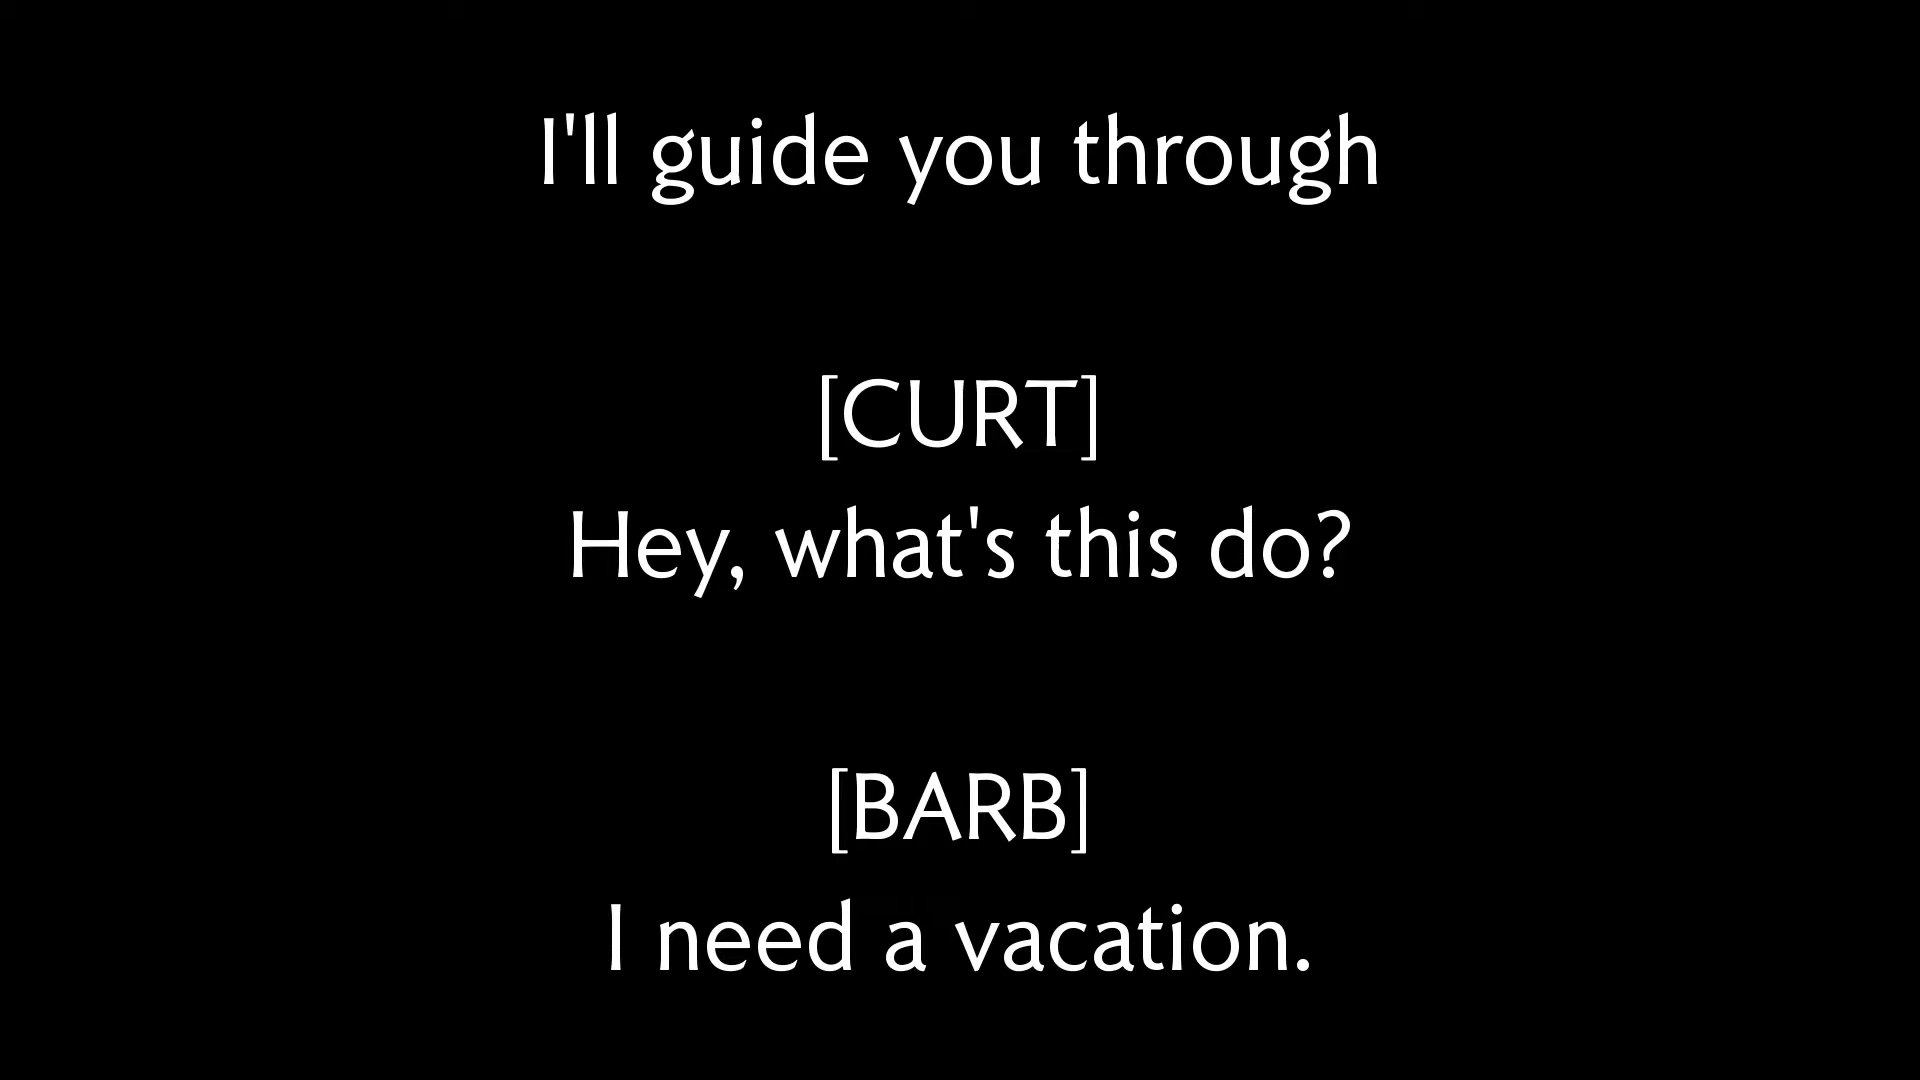 I'll guide you through
[CURT]
Hey, what's this do?
[BARB]
I need a vacation.